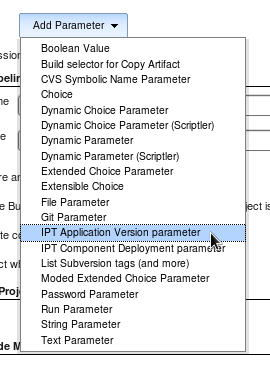 Add Parameter
Boolean Value
Build selector for Copy Artifact
CVS Symbolic Name Parameter
Choice
Dynamic Choice Parameter
Dynamic Choice Parameter (Scriptler)
Dynamic Parameter
Dynamic Parameter (Scriptler)
Extended Choice Parameter
Extensible Choice
File Parameter
Git Parameter
IPT Application Version parameter
IPT Component Deployment parameter
List Subversion tags (and more)
Moded Extended Choice Parameter
Password Parameter
Run Parameter
String Parameter
Text Parameter